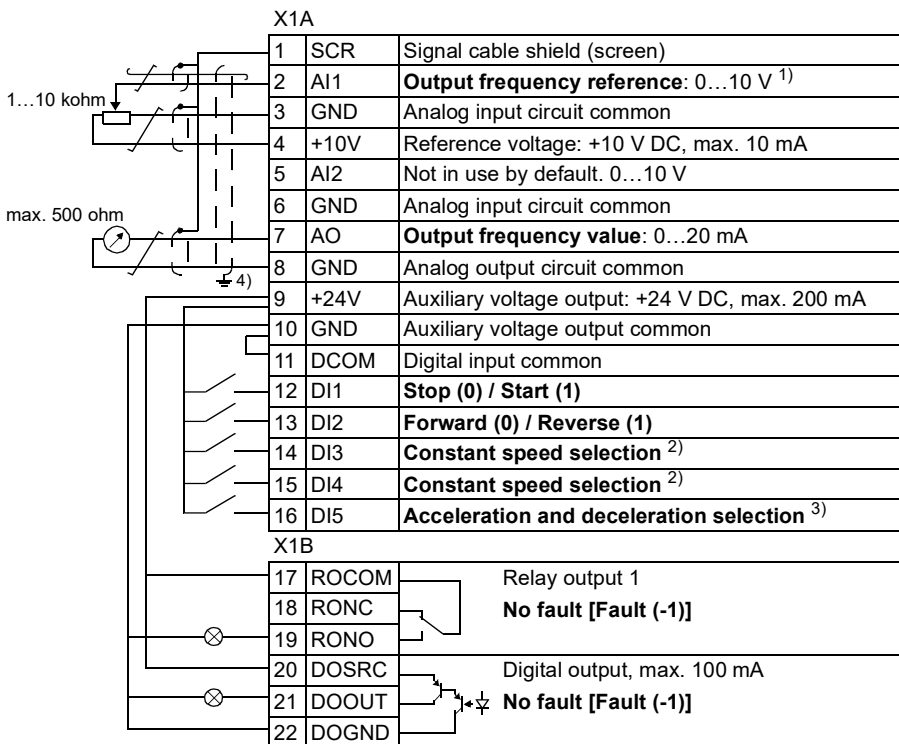 X1A
1 SCR Signal cable shield (screen)
2 AI1 Output frequency reference: 0…10 V 1)
1…10 kohm
3 GND Analog input circuit common
4 +10V Reference voltage: +10 V DC, max. 10 mA
5 AI2 Not in use by default. 0…10 V
6 GND Analog input circuit common
max. 500 ohm
7 AO Output frequency value: 0…20 mA
8 GND Analog output circuit common
4)
9 +24V Auxiliary voltage output: +24 V DC, max. 200 mA
10 GND Auxiliary voltage output common
11 DCOM Digital input common
12 DI1 Stop (0) / Start (1)
13 DI2 Forward (0) / Reverse (1)
14 DI3 Constant speed selection 2)
15 DI4 Constant speed selection 2)
16 DI5 Acceleration and deceleration selection 3)
X1B
17 ROCOM Relay output 1
18 RONC No fault [Fault (-1)]
19 RONO
20 DOSRC Digital output, max. 100 mA
21 DOOUT No fault [Fault (-1)]
22 DOGND